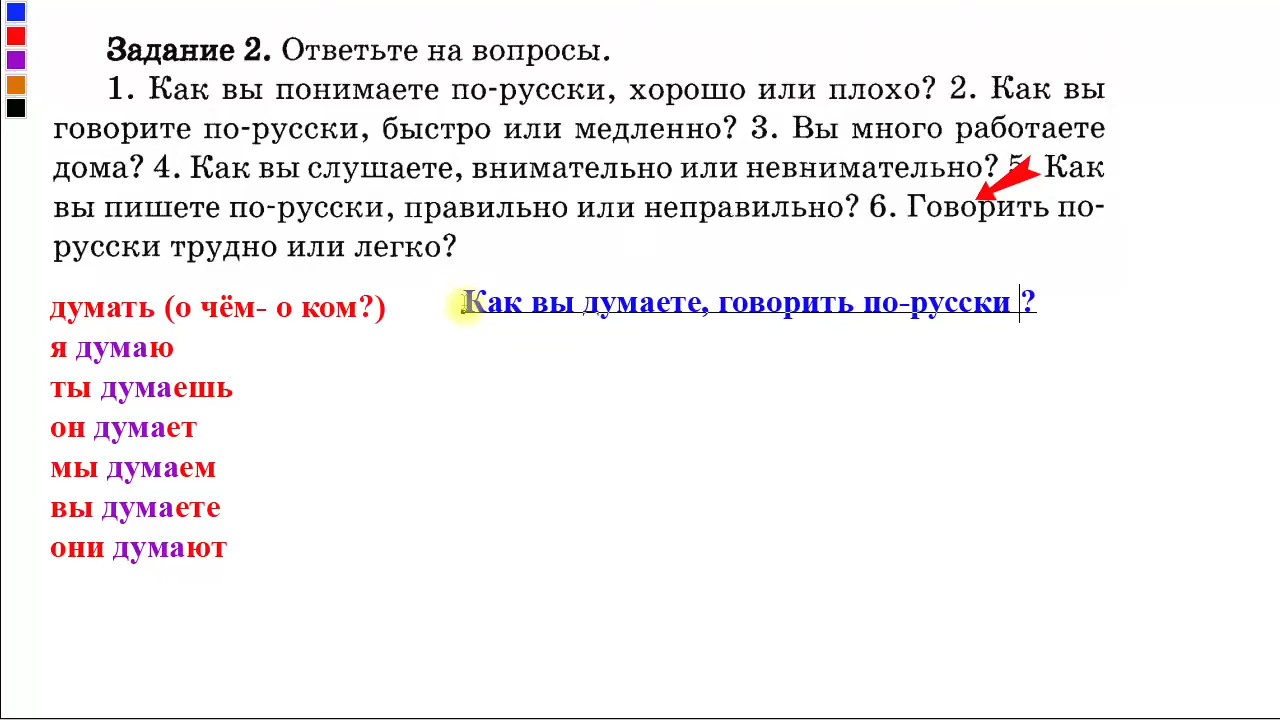 Задание 2. Ответьте на вопросы.
1. Как вы понимаете по-русски, хорошо или плохо? 2. Как вы
говорите по-русски, быстро или медленно? 3. Вы много работаете
дома? 4. Как вы слушаете, внимательно или невнимательно? 5. Как
вы пишете по-русски, правильно или неправильно? 6. Говорить по-
русски трудно или легко?
думать (о чём- о ком?)
Как вы думаете, говорить по-русски ?
я думаю
ты думаешь
он думает
мы думаем
вы думаете
они думают